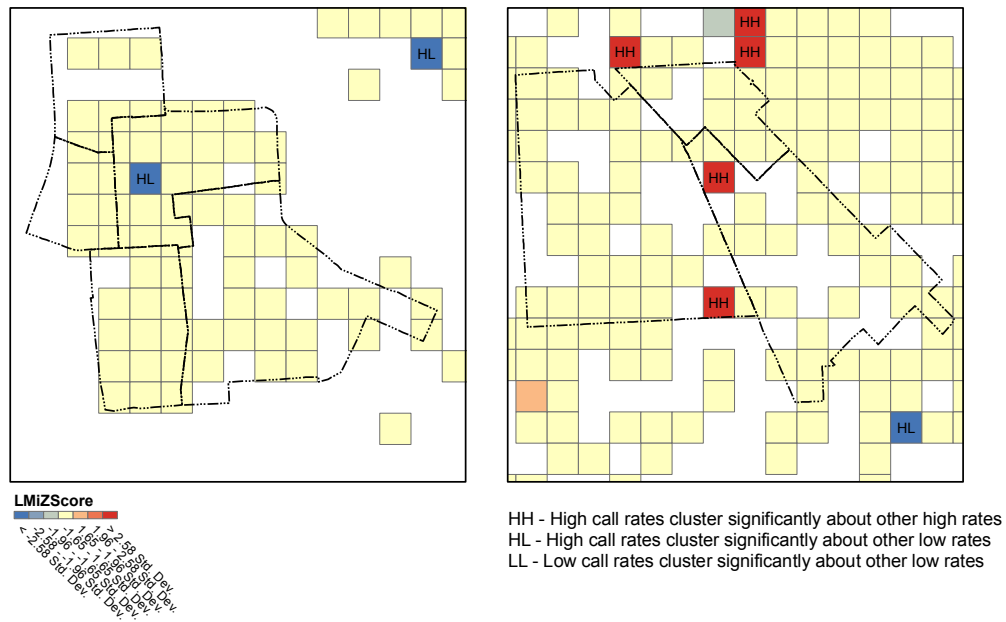 HL
HL
HH
HH
HH
HH
HH
HL
LMiZScore
< -2.58 Std. Dev.
-2.58 - -1.96 Std. Dev.
-1.96 - -1.65 Std. Dev.
-1.65 - 1.65 Std. Dev.
1.65 - 1.96 Std. Dev.
1.96 - 2.58 Std. Dev.
> 2.58 Std. Dev.
HH - High call rates cluster significantly about other high rates
HL - High call rates cluster significantly about other low rates
LL - Low call rates cluster significantly about other low rates